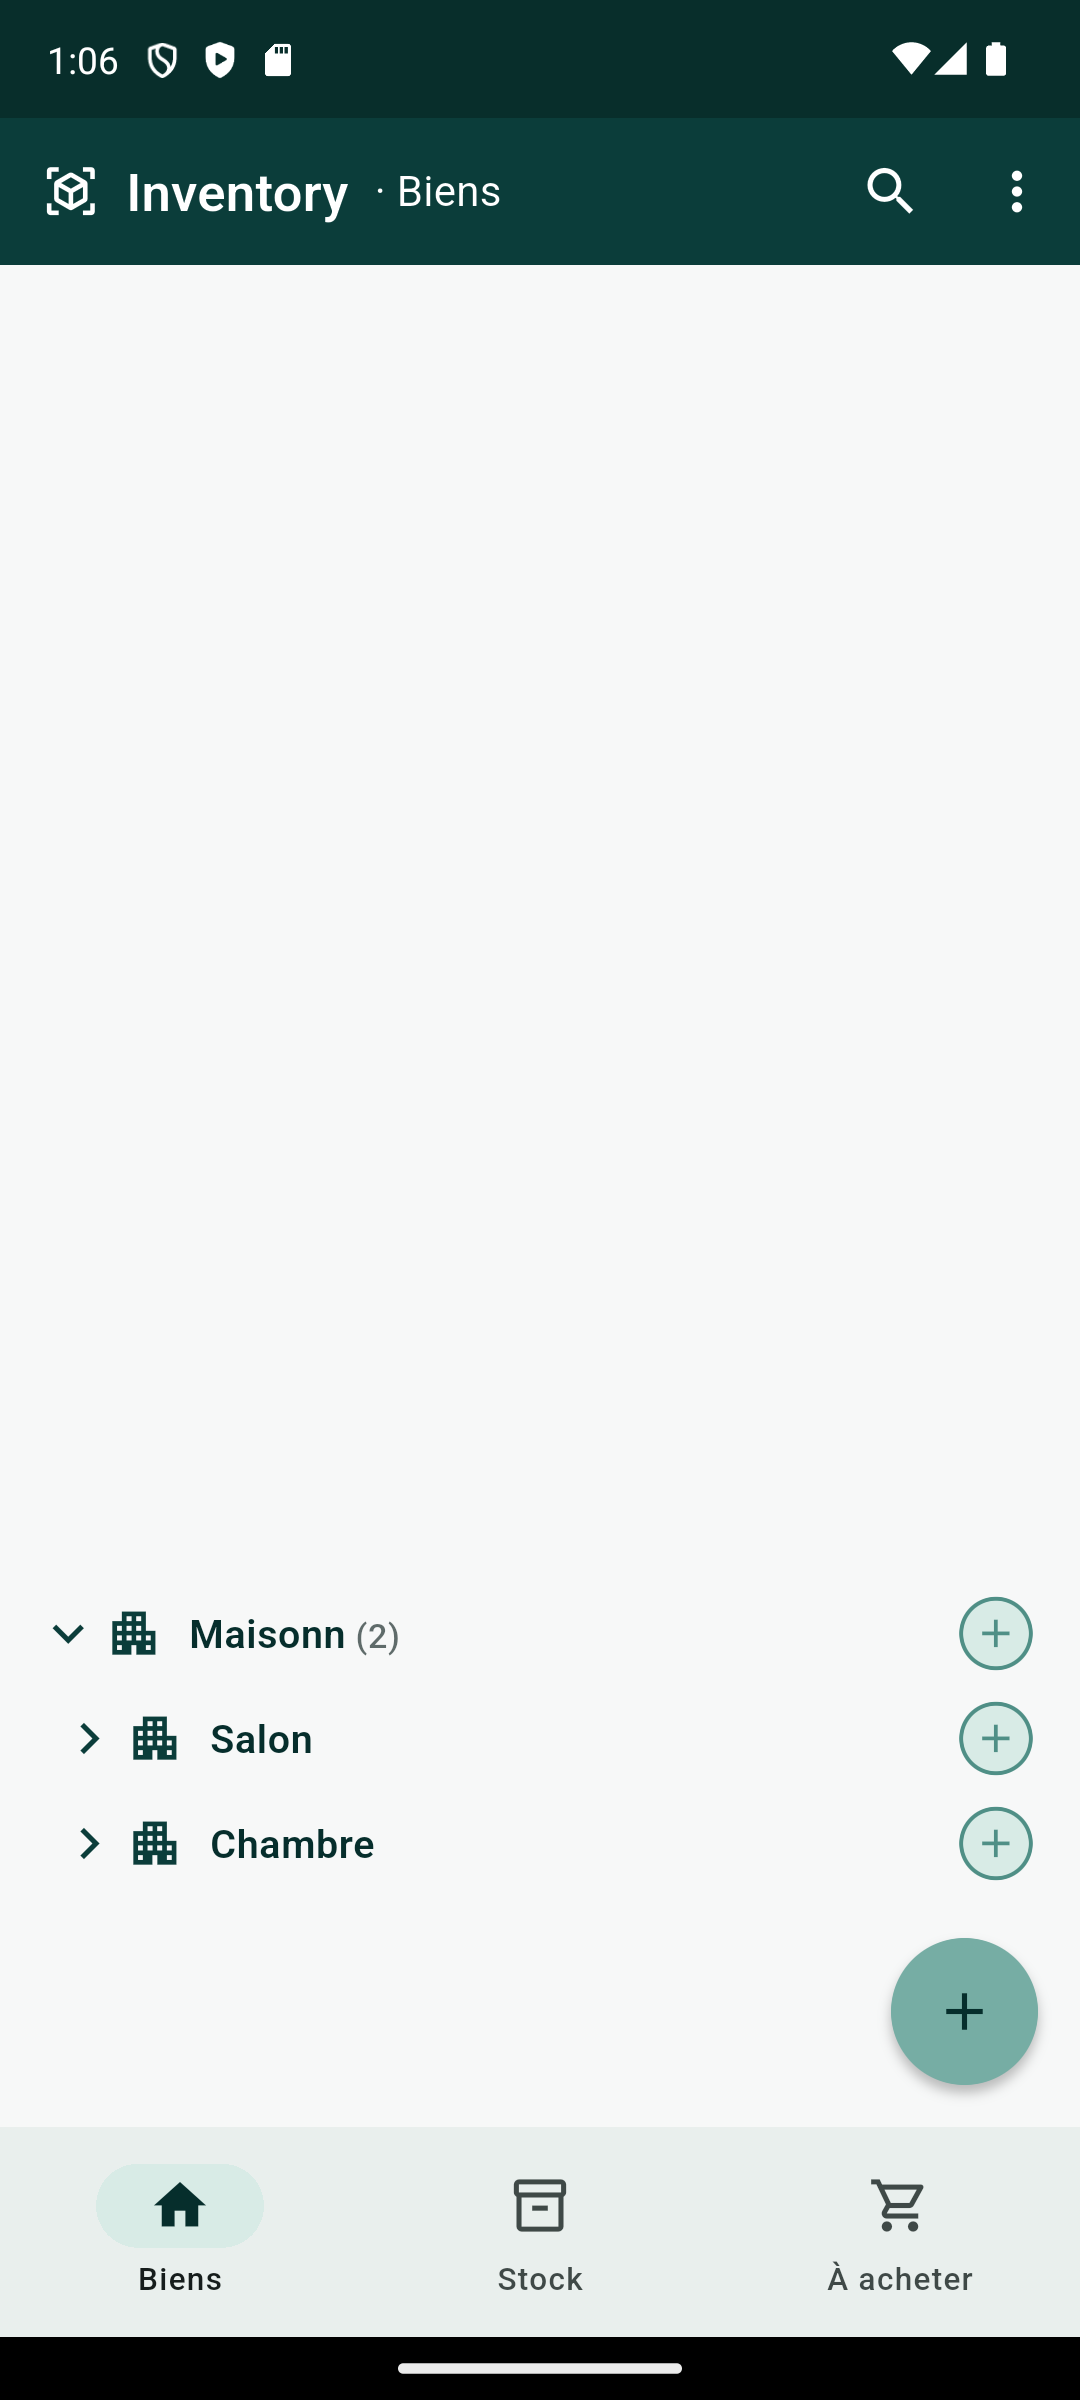 1:06
Inventory · Biens
Maisonn (2)
Salon
Chambre
Biens Stock À acheter